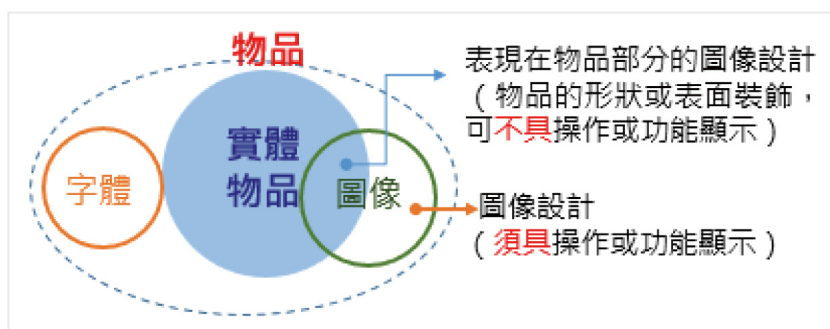 物品
實體
物品
字體
圖像
表現在物品部分的圖像設計
（物品的形狀或表面裝飾，
可不具操作或功能顯示）
圖像設計
（須具操作或功能顯示）